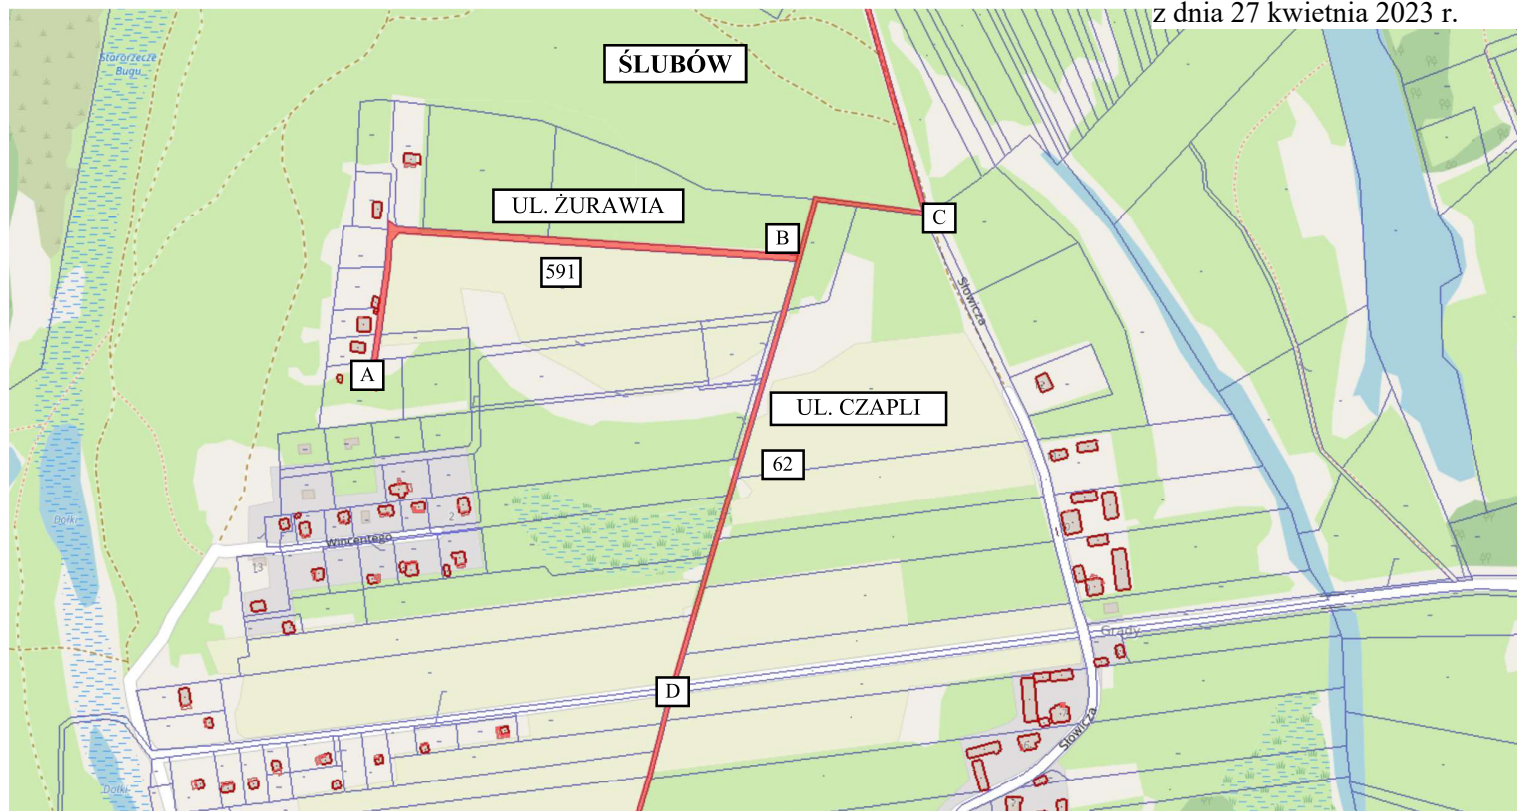 z dnia 27 kwietnia 2023 r.
Starorzecze
Bugu
ŚLUBÓW
UL. ŻURAWIA
B
C
591
Słowicza
A
UL. CZAPLI
62
Dołki
Wincentego
2
13
Grądy
D
Słowicza
Dołki